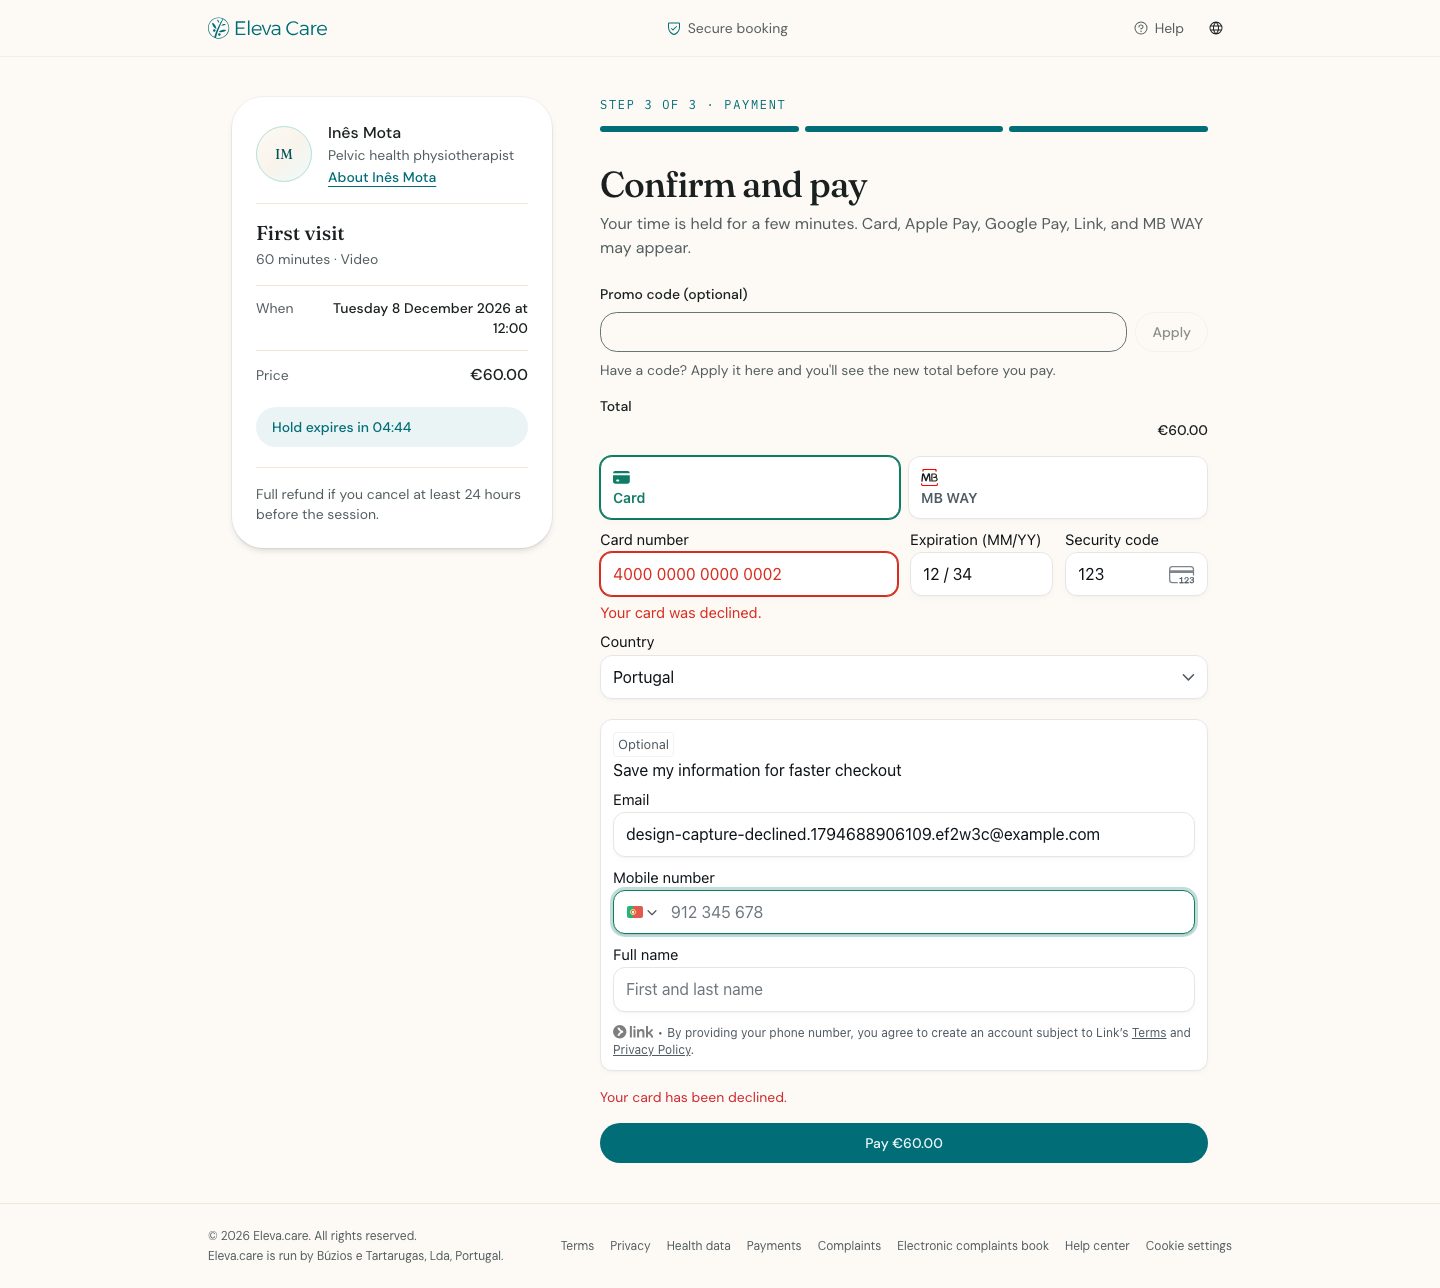 Eleva Care
Secure booking
Help
IM
Inês Mota
Pelvic health physiotherapist
About Inês Mota
First visit
60 minutes · Video
When
Tuesday 8 December 2026 at
12:00
Price
€60.00
Hold expires in 04:44
Full refund if you cancel at least 24 hours
before the session.
STEP 3 OF 3 · PAYMENT
Confirm and pay
Your time is held for a few minutes. Card, Apple Pay, Google Pay, Link, and MB WAY
may appear.
Promo code (optional)
Apply
Have a code? Apply it here and you'll see the new total before you pay.
Total
€60.00
Card
MB
MB WAY
Card number
Expiration (MM/YY)
Security code
4000 0000 0000 0002
12 / 34
123
123
Your card was declined.
Country
Portugal
Optional
Save my information for faster checkout
Email
design-capture-declined.1794688906109.ef2w3c@example.com
Mobile number
912 345 678
Full name
First and last name
link • By providing your phone number, you agree to create an account subject to Link's Terms and
Privacy Policy.
Your card has been declined.
Pay €60.00
© 2026 Eleva.care. All rights reserved.
Eleva.care is run by Búzios e Tartarugas, Lda, Portugal.
Terms
Privacy
Health data
Payments
Complaints
Electronic complaints book
Help center
Cookie settings